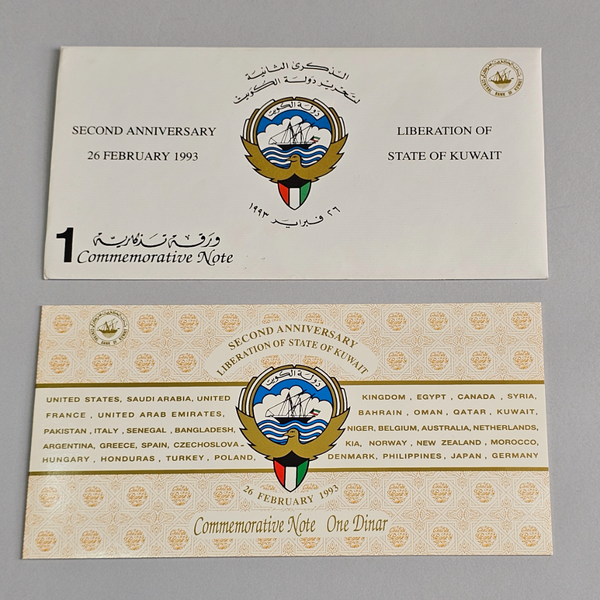 الذكرى الثانية
لتحرير دولة الكويت
دولة الكويت
SECOND ANNIVERSARY
26 FEBRUARY 1993
LIBERATION OF
STATE OF KUWAIT
٢٦ فبراير ١٩٩٣
1 ورقة تذكارية
Commemorative Note
SECOND ANNIVERSARY
LIBERATION OF STATE OF KUWAIT
دولة الكويت
UNITED STATES, SAUDI ARABIA, UNITED KINGDOM , EGYPT , CANADA , SYRIA,
FRANCE , UNITED ARAB EMIRATES, BAHRAIN , OMAN , QATAR , KUWAIT,
PAKISTAN , ITALY , SENEGAL , BANGLADESH, NIGER, BELGIUM, AUSTRALIA, NETHERLANDS,
ARGENTINA, GREECE, SPAIN, CZECHOSLOVA - KIA, NORWAY , NEW ZEALAND , MOROCCO,
HUNGARY , HONDURAS , TURKEY , POLAND, DENMARK, PHILIPPINES, JAPAN , GERMANY
26 FEBRUARY 1993
Commemorative Note One Dinar